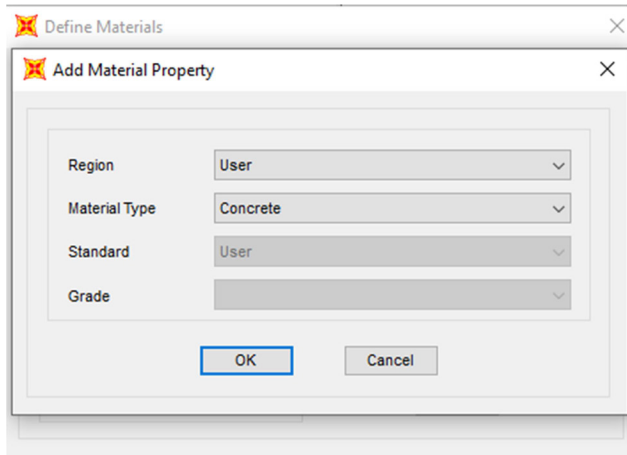 Define Materials
Add Material Property
Region User
Material Type Concrete
Standard User
Grade
OK Cancel